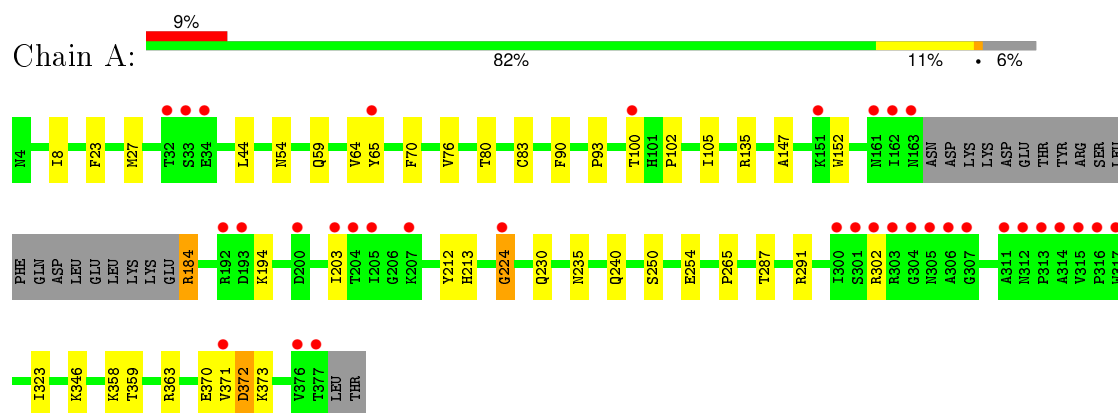 9%
Chain A:
82% 11% • 6%
N4 I8 F23 M27 T32 S33 E34 L44 N54 Q59 V64 Y65 F70 V76 T80 C83 F90 P93 T100 H101 P102 I105 R135 A147 K151 W152 N161 I162 N163 ASN ASP LYS LYS ASP GLU THR TYR ARG SER LEU
PHE GLN ASP LEU GLU LEU LYS LYS GLU R184 R192 D193 K194 D200 I203 T204 I205 G206 K207 Y212 H213 G224 Q230 N235 Q240 S250 E254 P265 T287 R291 I300 S301 R302 R303 G304 N305 A306 G307 A311 N312 P313 A314 V315 P316 W317
I323 K346 K358 T359 R363 E370 V371 D372 K373 V376 T377 LEU THR